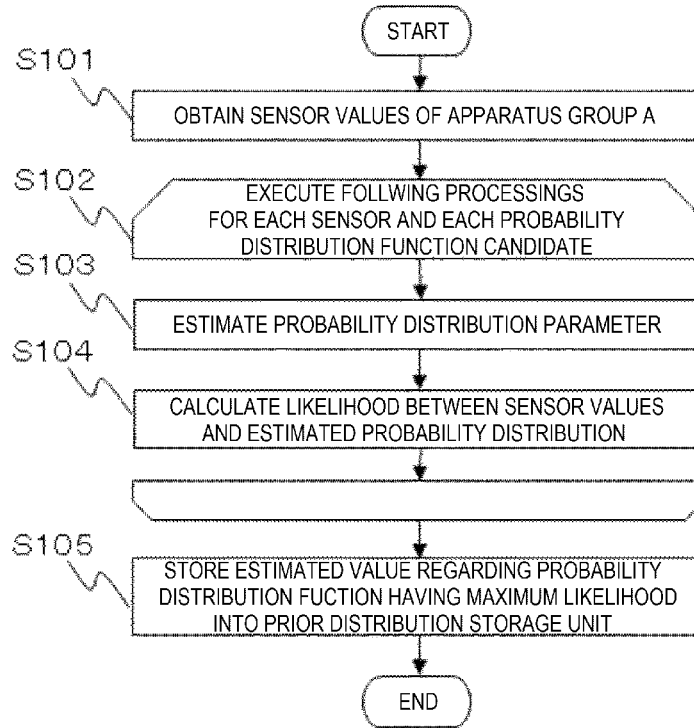 START
S101
OBTAIN SENSOR VALUES OF APPARATUS GROUP A
S102
EXECUTE FOLLWING PROCESSINGS
FOR EACH SENSOR AND EACH PROBABILITY
DISTRIBUTION FUNCTION CANDIDATE
S103
ESTIMATE PROBABILITY DISTRIBUTION PARAMETER
S104
CALCULATE LIKELIHOOD BETWEEN SENSOR VALUES
AND ESTIMATED PROBABILITY DISTRIBUTION
S105
STORE ESTIMATED VALUE REGARDING PROBABILITY
DISTRIBUTION FUCTION HAVING MAXIMUM LIKELIHOOD
INTO PRIOR DISTRIBUTION STORAGE UNIT
END